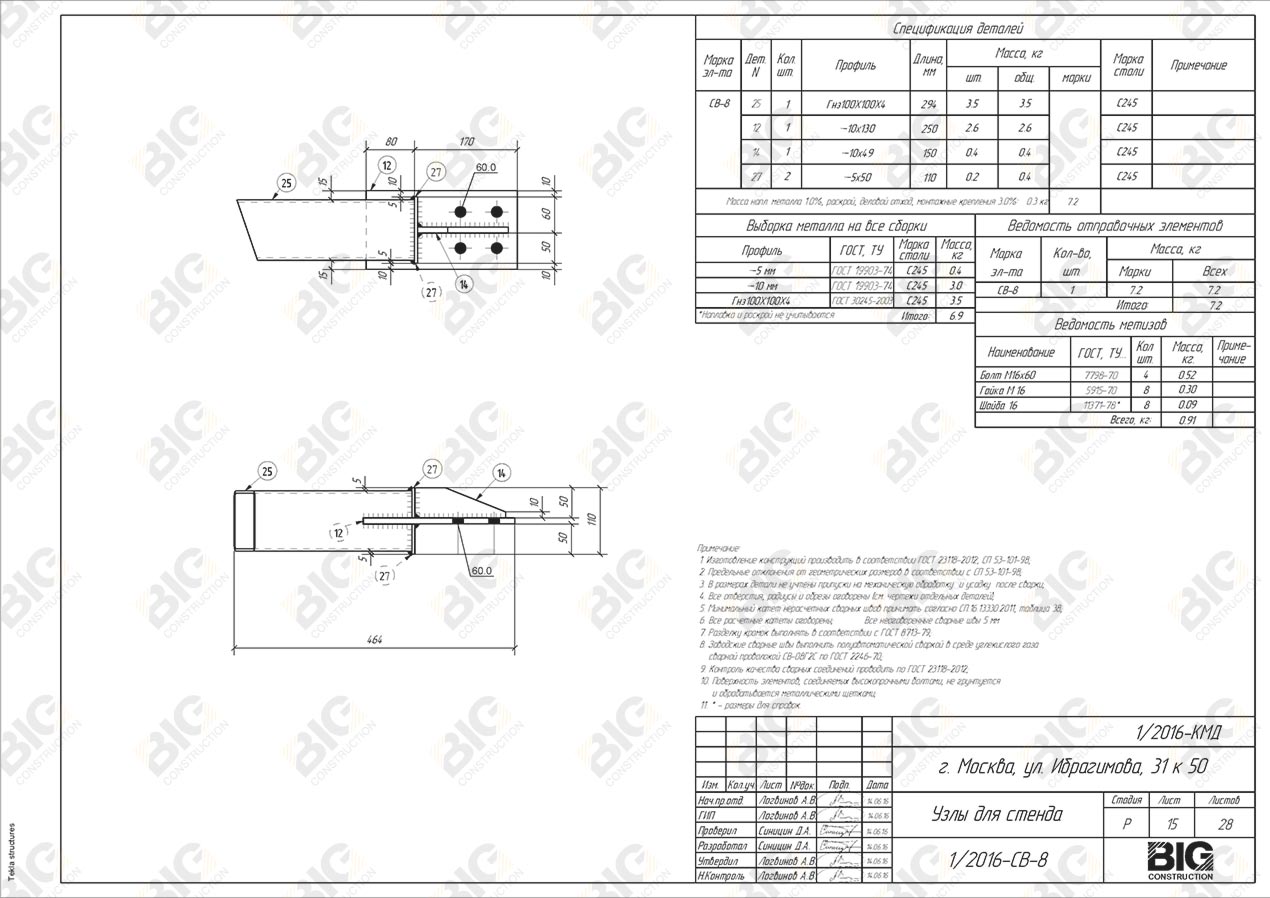 Спецификация деталей
Марка эл-та Дет. N Кол. шт. Профиль Длина, мм Масса, кг Марка стали Примечание
шт. общ. марки
СВ-8 25 1 Гнз100Х100Х4 294 3.5 3.5 С245
12 1 —10х130 250 2.6 2.6 С245
14 1 —10х49 150 0.4 0.4 С245
27 2 —5х50 110 0.2 0.4 С245
Масса напл. металла 1.0%, раскрой, деловой отход, монтажные крепления 3.0%: 0.3 кг 7.2
Выборка металла на все сборки
Профиль ГОСТ, ТУ Марка стали Масса, кг
—5 мм ГОСТ 19903-74 С245 0.4
—10 мм ГОСТ 19903-74 С245 3.0
Гнз100Х100Х4 ГОСТ 30245-2003 С245 3.5
*Наплавка и раскрой не учитываются Итого: 6.9
Ведомость отправочных элементов
Марка эл-та Кол-во, шт Масса, кг
Марки Всех
СВ-8 1 7.2 7.2
Итого: 7.2
Ведомость метизов
Наименование ГОСТ, ТУ... Кол шт. Масса, кг. Приме-чание
Болт М16х60 7798-70 4 0.52
Гайка М 16 5915-70 8 0.30
Шайба 16 11371-78* 8 0.09
Всего, кг: 0.91
80 170
12 27 60.0
25 15 10 10
5 60
50
5
15 10 10
14
(27)
25 27 14
5 10 50 110
12 50
5 (27) 60.0
464
Примечание:
1. Изготовление конструкций производить в соответствии ГОСТ 23118-2012, СП 53-101-98;
2. Предельные отклонения от геометрических размеров в соответствии с СП 53-101-98;
3. В размерах детали не учтены припуски на механическую обработку и усадку после сварки;
4. Все отверстия, радиусы и обрезы оговорены (см. чертежи отдельных деталей);
5. Минимальный катет нерасчетных сварных швов принимать согласно СП 16.13330.2011, таблица 38;
6. Все расчетные катеты оговорены; Все неоговоренные сварные швы 5 мм
7. Разделку кромок выполнять в соответствии с ГОСТ 8713-79;
8. Заводские сварные швы выполнить полуавтоматической сваркой в среде углекислого газа
сварной проволокой СВ-08Г2С по ГОСТ 2246-70;
9. Контроль качества сварных соединений проводить по ГОСТ 23118-2012;
10. Поверхность элементов, соединяемых высокопрочными болтами, не грунтуется
и обрабатывается металлическими щетками;
11. * - размеры для справок
1/2016-КМД
г. Москва, ул. Ибрагимова, 31 к 50
Изм. Кол.уч Лист №док. Подп. Дата
Нач.пр.отд. Логвинов А.В 14.06.16
ГИП Логвинов А.В 14.06.16
Проверил Синицин Д.А. 14.06.16
Разработал Синицин Д.А. 14.06.16
Утвердил Логвинов А.В 14.06.16
Н.Контроль Логвинов А.В 14.06.16
Узлы для стенда
Стадия Лист Листов
Р 15 28
1/2016-СВ-8
BIG
CONSTRUCTION
Tekla structures